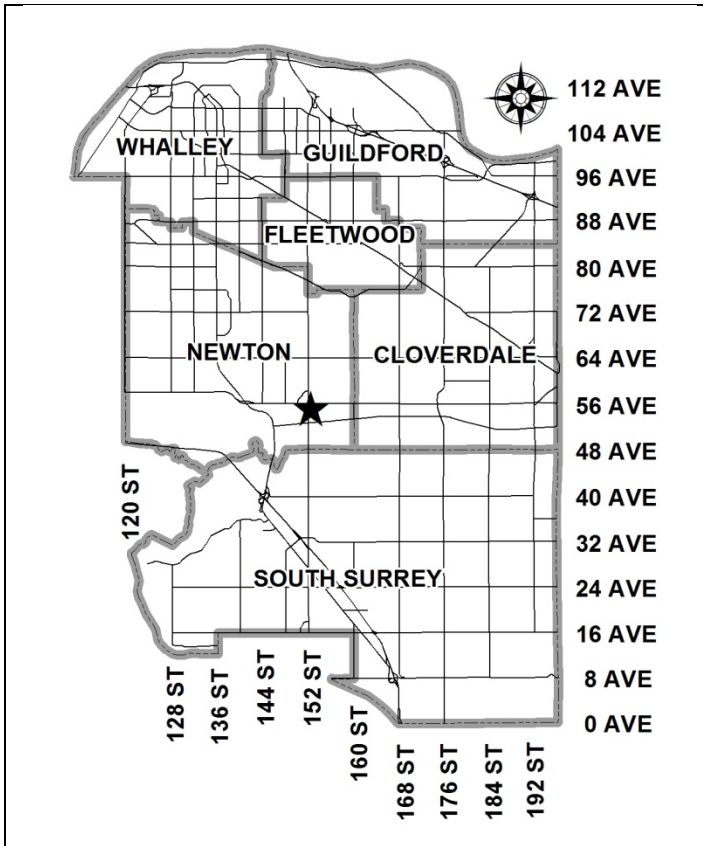 112 AVE
104 AVE
WHALLEY
GUILDFORD
96 AVE
88 AVE
FLEETWOOD
80 AVE
72 AVE
NEWTON
CLOVERDALE
64 AVE
56 AVE
48 AVE
120 ST
40 AVE
32 AVE
SOUTH SURREY
24 AVE
16 AVE
8 AVE
0 AVE
128 ST
136 ST
144 ST
152 ST
160 ST
168 ST
176 ST
184 ST
192 ST